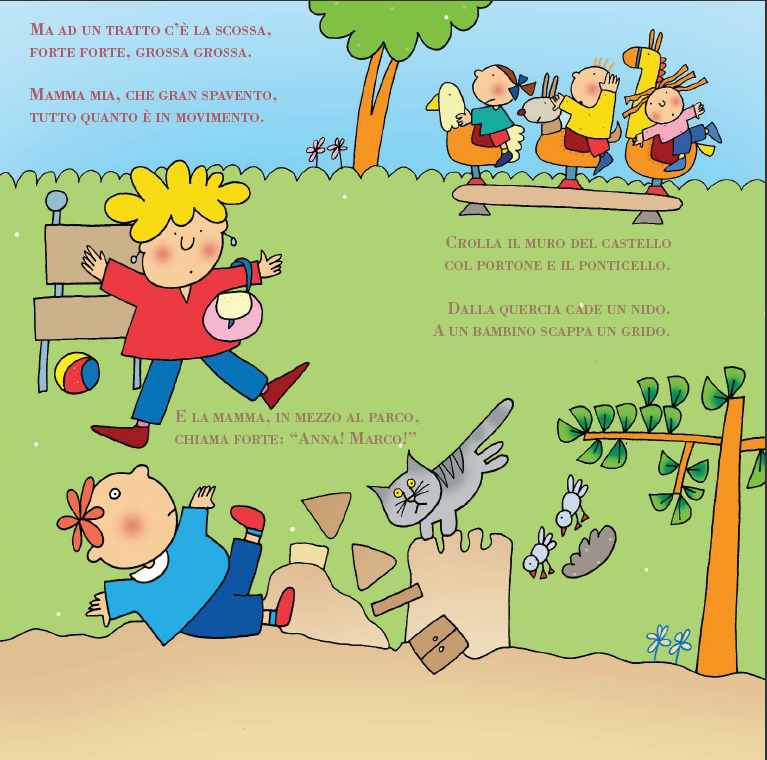 Ma ad un tratto c'è la scossa,
forte forte, grossa grossa.
Mamma mia, che gran spavento,
tutto quanto è in movimento.
Crolla il muro del castello
col portone e il ponticello.
Dalla quercia cade un nido.
A un bambino scappa un grido.
E la mamma, in mezzo al parco,
chiama forte: “Anna! Marco!”